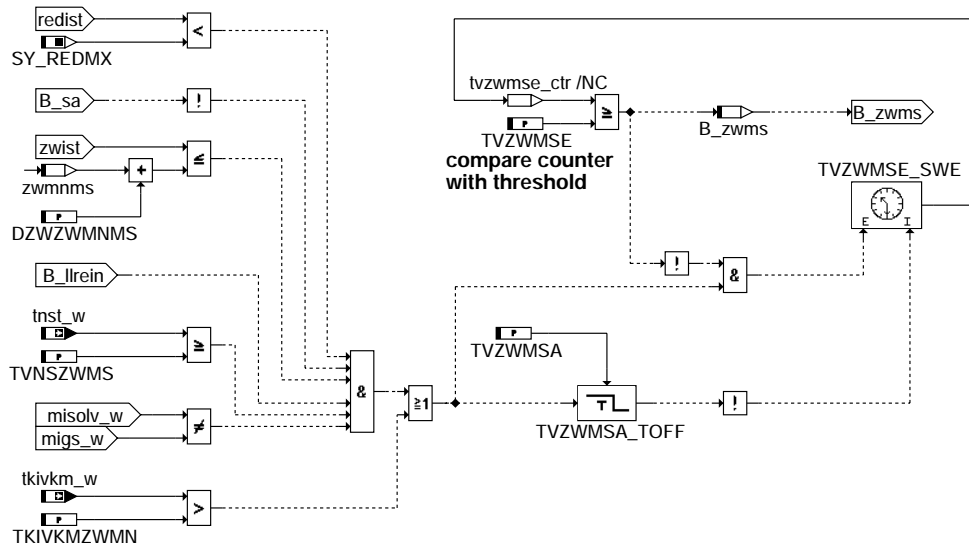 redist
<
SY_REDMX
B_sa
!
zwist
≤
zwmnms
+
P
DZWZWMNMS
B_llrein
tnst_w
≥
P
TVNSZWMS
misolv_w
≠
migs_w
tkivkm_w
>
P
TKIVKMZWMN
&
≥1
tvzwmse_ctr /NC
≥
P
TVZWMSE
compare counter
with threshold
B_zwms
B_zwms
TVZWMSE_SWE
E I
!
&
P
TVZWMSA
T
TVZWMSA_TOFF
!